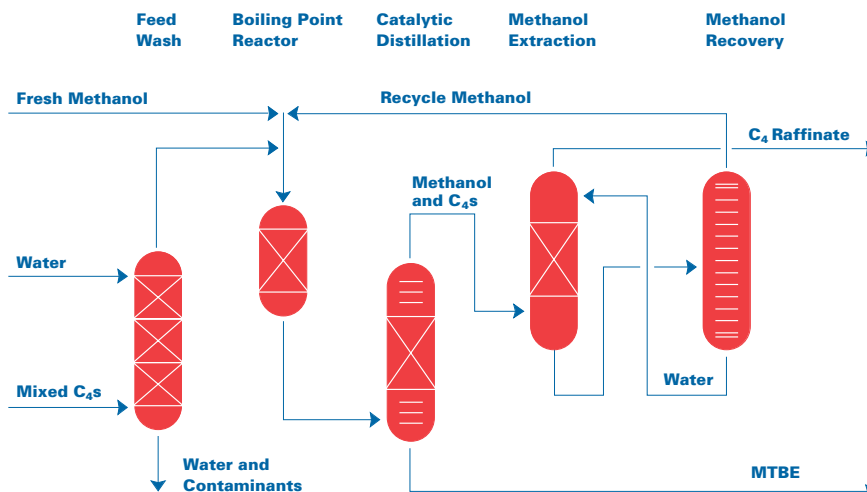 Feed
Wash
Boiling Point
Reactor
Catalytic
Distillation
Methanol
Extraction
Methanol
Recovery
Fresh Methanol
Recycle Methanol
C₄ Raffinate
Methanol
and C₄s
Water
Mixed C₄s
Water
Water and
Contaminants
MTBE